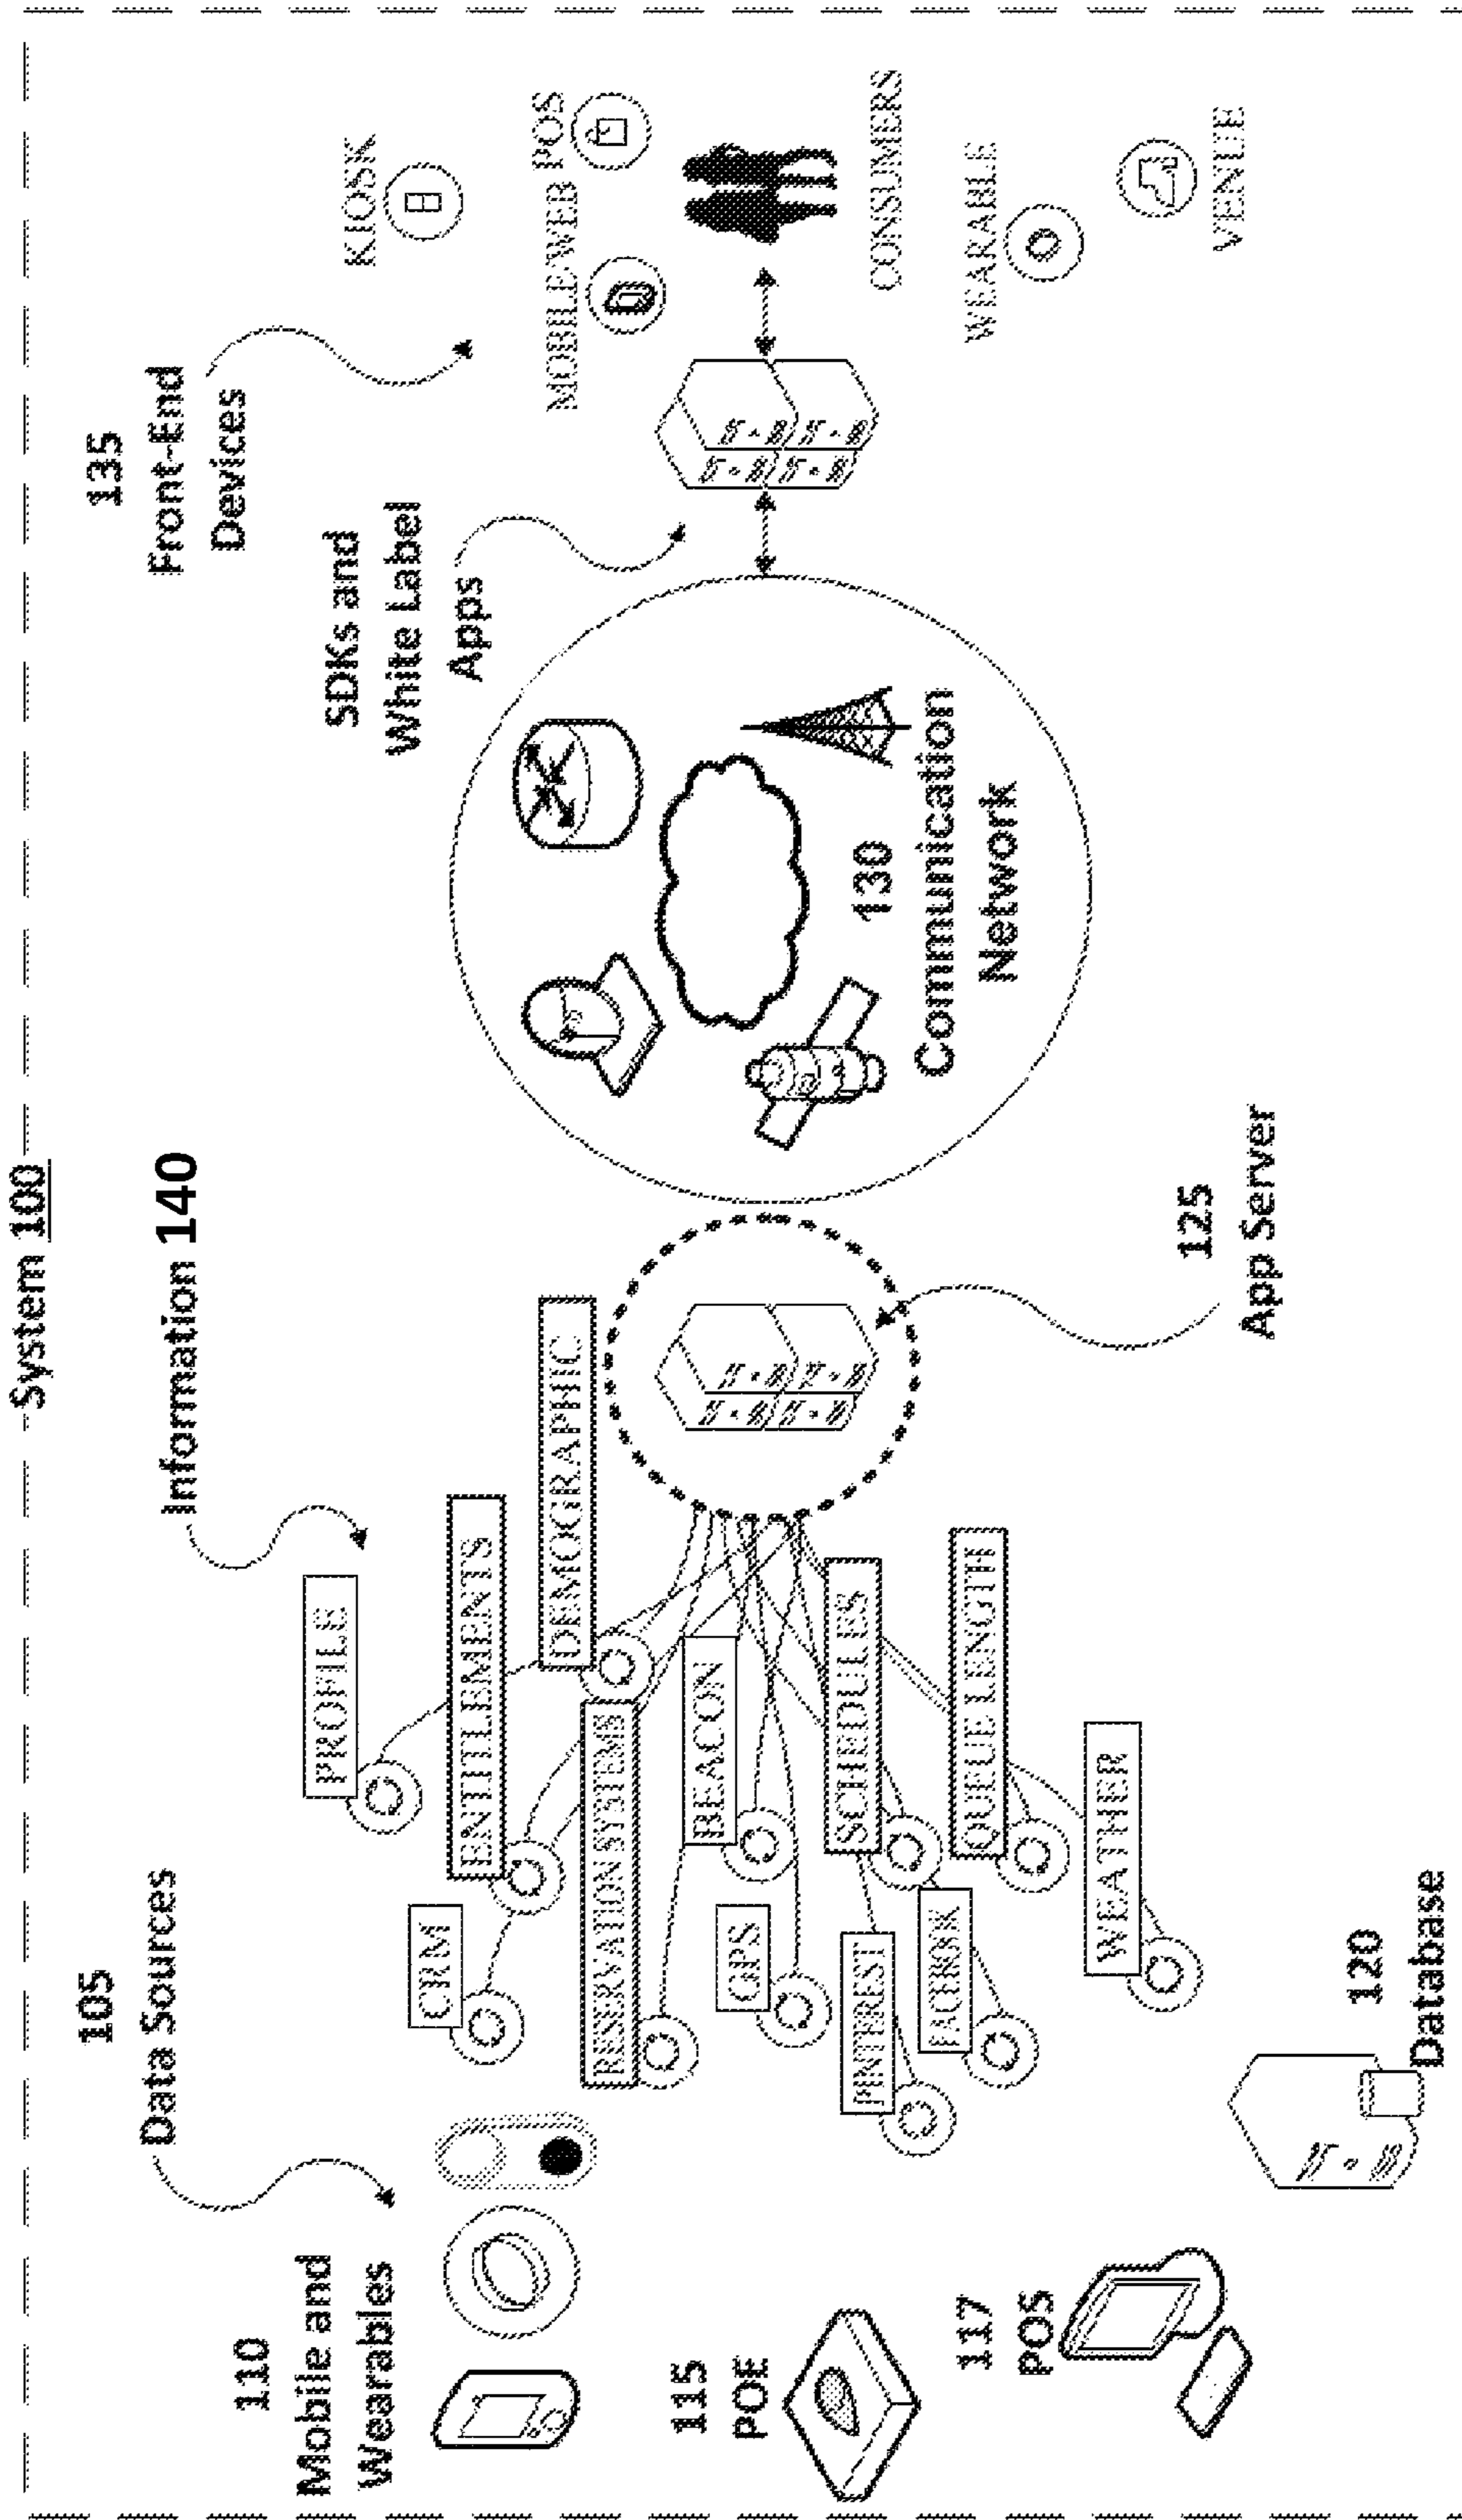 System 100
105
Data Sources
Information 140
135
Front-End
Devices
110
Mobile and
Wearables
115
POE
117
POS
120
Database
PROFILE
CRM
ENTITLEMENTS
DEMOGRAPHIC
RESERVATION SYSTEMS
BEACON
GPS
SCHEDULES
PINTEREST
FACEBOOK
QUEUE LENGTH
WEATHER
125
App Server
130
Communication
Network
SDKs and
White Label
Apps
KIOSK
MOBILE/WEB
POS
CONSUMERS
WEARABLE
VENUE